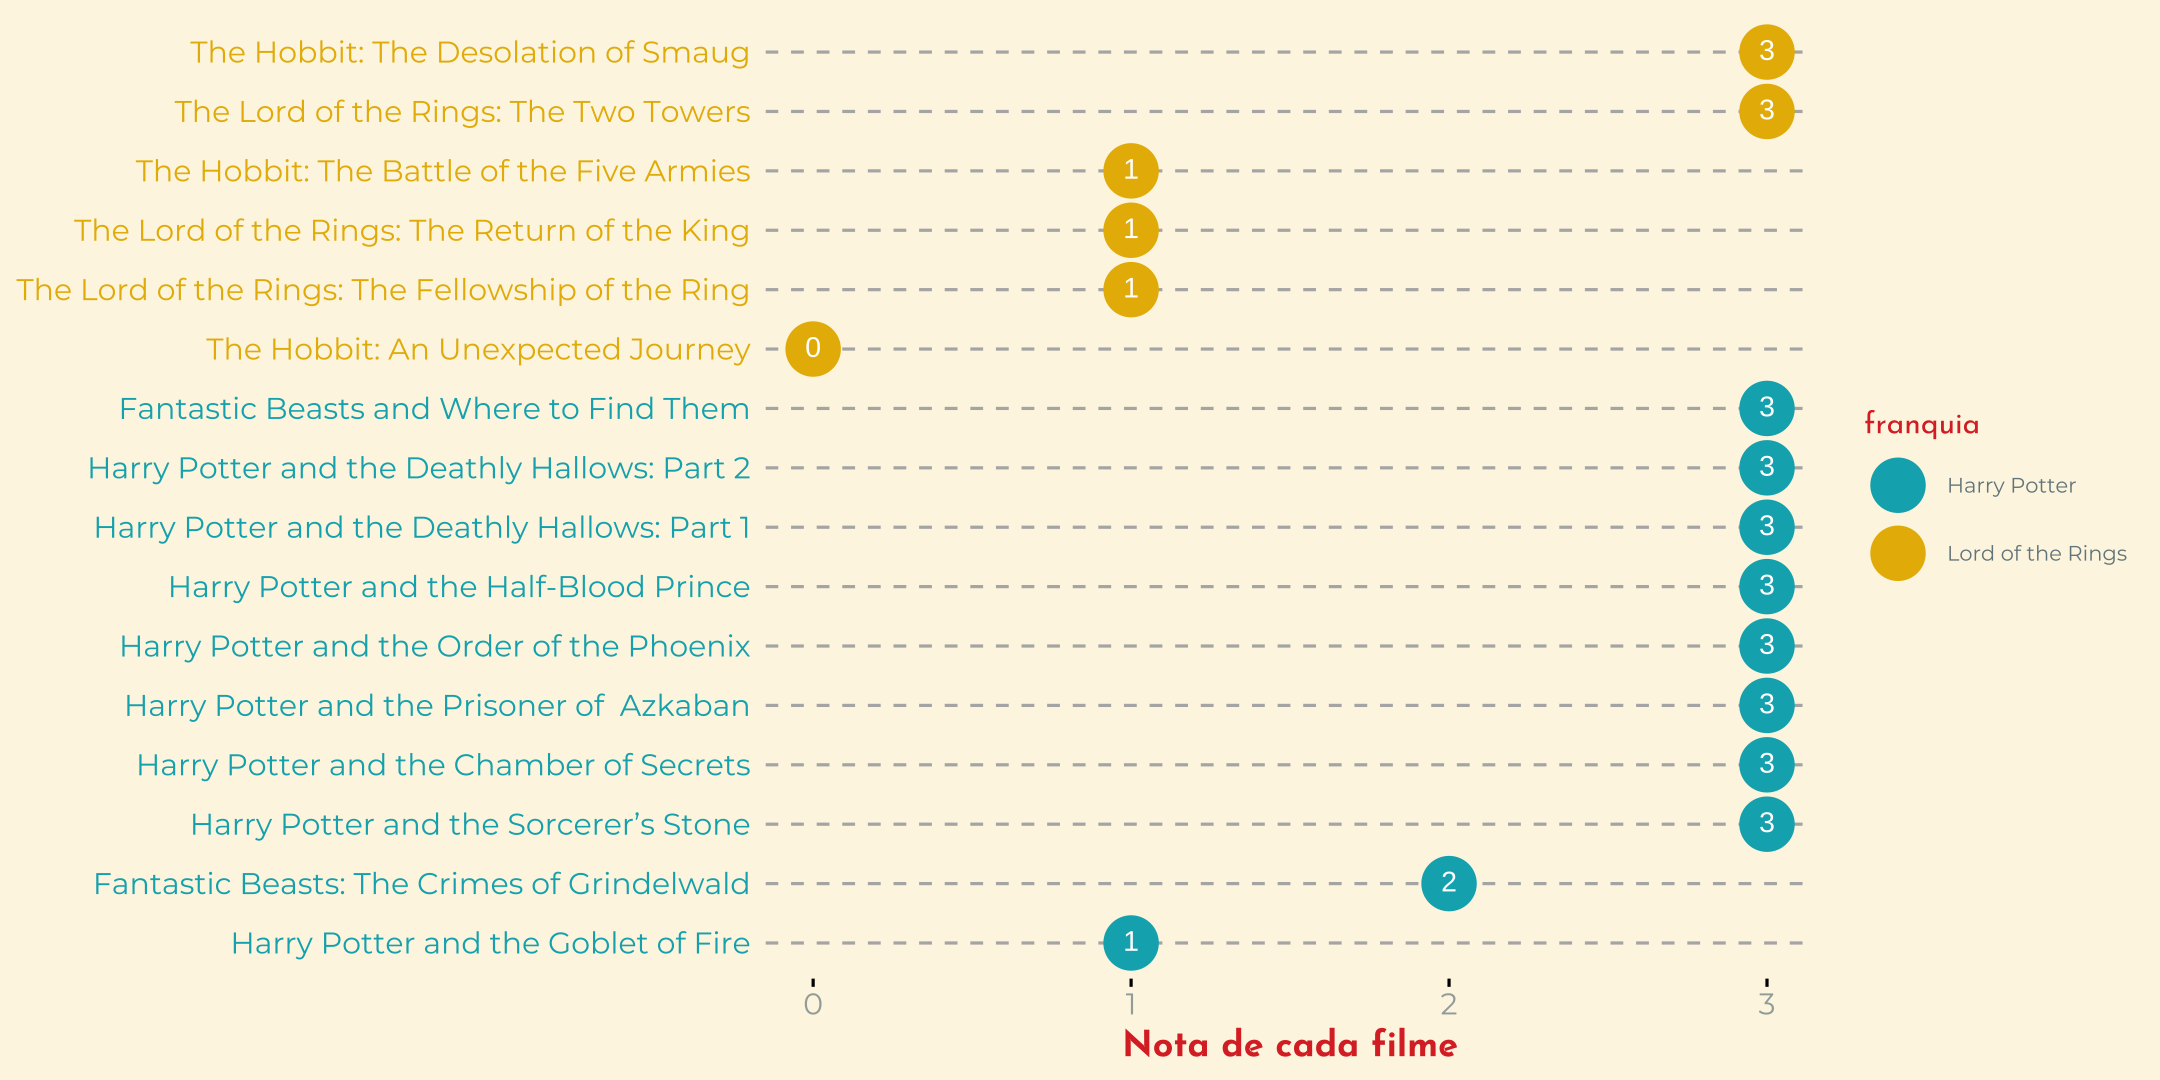 The Hobbit: The Desolation of Smaug 3
The Lord of the Rings: The Two Towers 3
The Hobbit: The Battle of the Five Armies 1
The Lord of the Rings: The Return of the King 1
The Lord of the Rings: The Fellowship of the Ring 1
The Hobbit: An Unexpected Journey 0
Fantastic Beasts and Where to Find Them 3
Harry Potter and the Deathly Hallows: Part 2 3
Harry Potter and the Deathly Hallows: Part 1 3
Harry Potter and the Half-Blood Prince 3
Harry Potter and the Order of the Phoenix 3
Harry Potter and the Prisoner of  Azkaban 3
Harry Potter and the Chamber of Secrets 3
Harry Potter and the Sorcerer’s Stone 3
Fantastic Beasts: The Crimes of Grindelwald 2
Harry Potter and the Goblet of Fire 1
0 1 2 3
Nota de cada filme
franquia
Harry Potter
Lord of the Rings